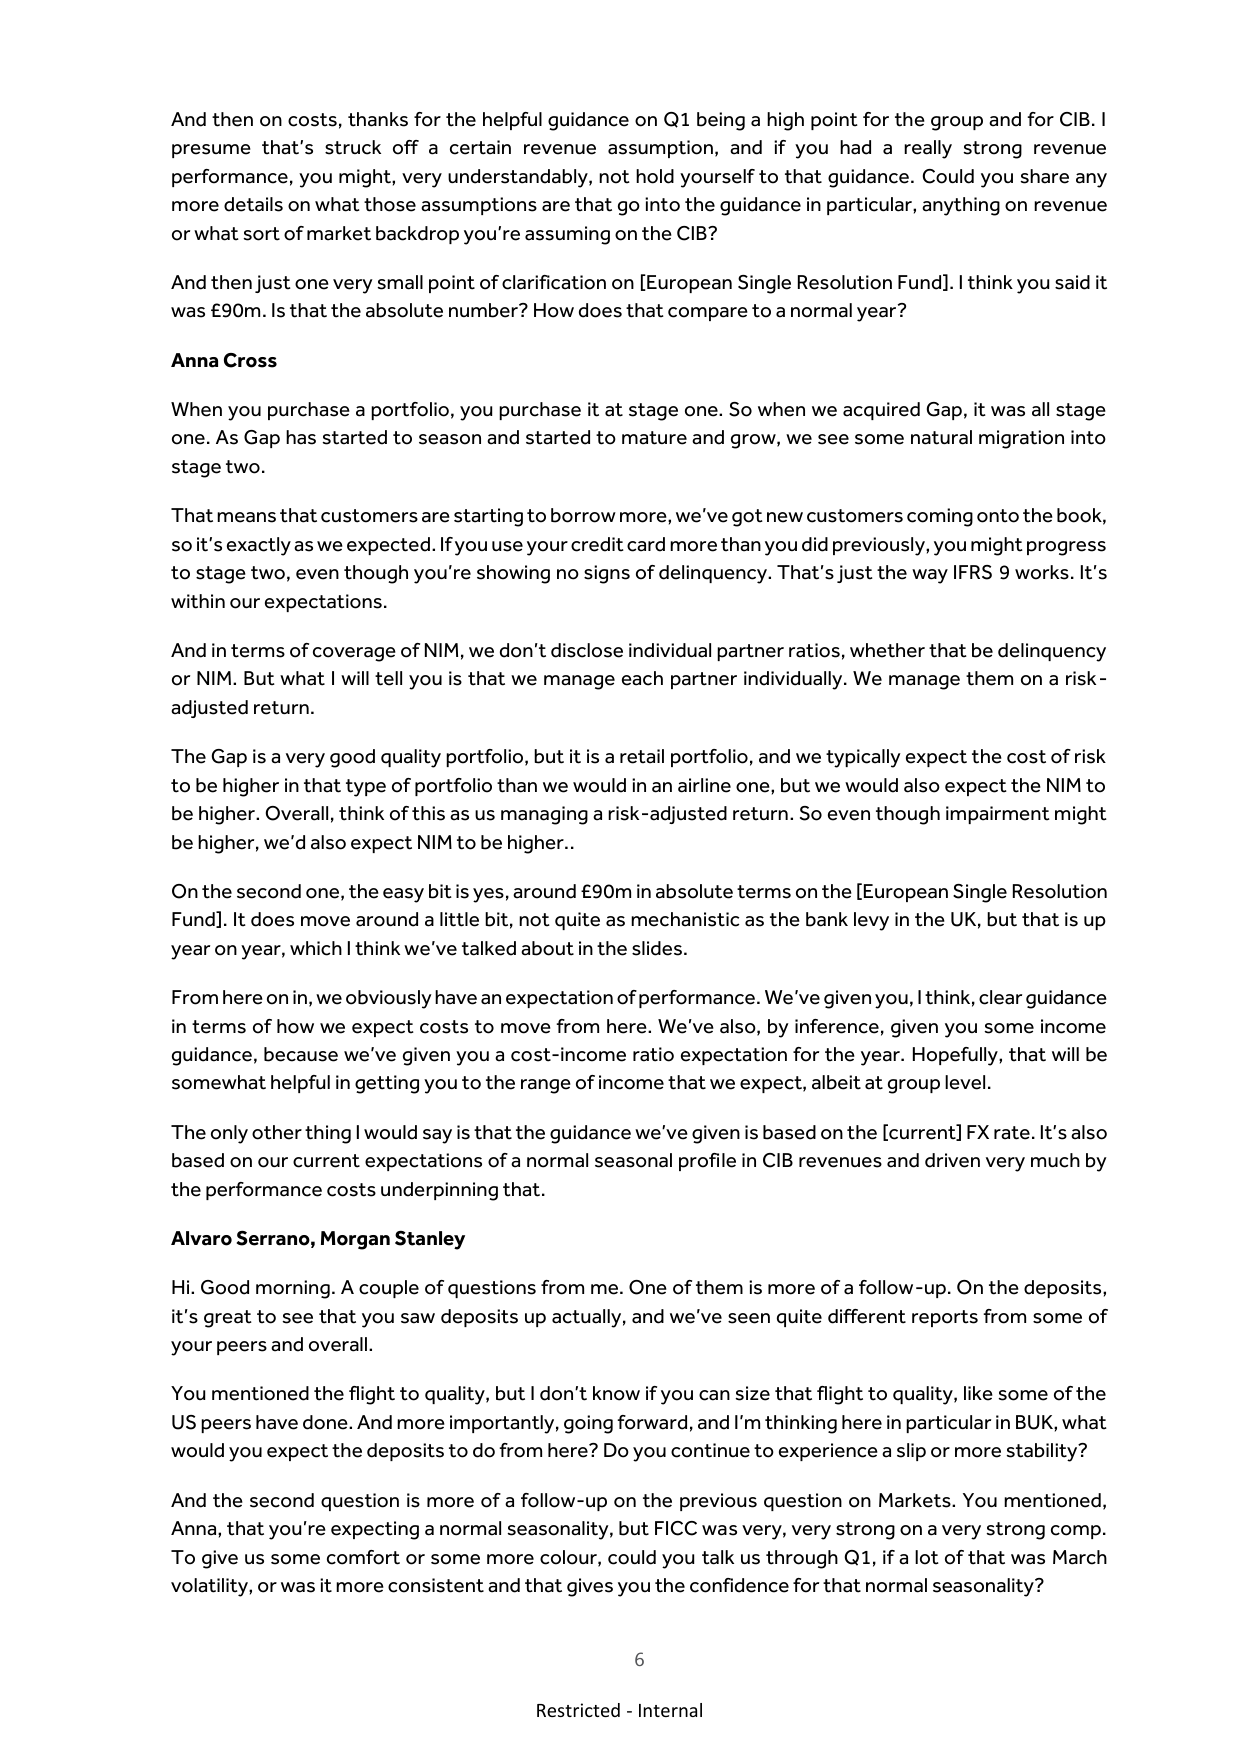 And then on costs, thanks for the helpful guidance on Q1 being a high point for the group and for CIB. I
presume that's struck off a certain revenue assumption, and if you had a really strong revenue
performance, you might, very understandably, not hold yourself to that guidance. Could you share any
more details on what those assumptions are that go into the guidance in particular, anything on revenue
or what sort of market backdrop you're assuming on the CIB?
And then just one very small point of clarification on [European Single Resolution Fund]. I think you said it
was £90m. Is that the absolute number? How does that compare to a normal year?
Anna Cross
When you purchase a portfolio, you purchase it at stage one. So when we acquired Gap, it was all stage
one. As Gap has started to season and started to mature and grow, we see some natural migration into
stage two.
That means that customers are starting to borrow more, we've got new customers coming onto the book,
so it's exactly as we expected. If you use your credit card more than you did previously, you might progress
to stage two, even though you're showing no signs of delinquency. That's just the way IFRS 9 works. It's
within our expectations.
And in terms of coverage of NIM, we don't disclose individual partner ratios, whether that be delinquency
or NIM. But what I will tell you is that we manage each partner individually. We manage them on a risk-
adjusted return.
The Gap is a very good quality portfolio, but it is a retail portfolio, and we typically expect the cost of risk
to be higher in that type of portfolio than we would in an airline one, but we would also expect the NIM to
be higher. Overall, think of this as us managing a risk-adjusted return. So even though impairment might
be higher, we'd also expect NIM to be higher..
On the second one, the easy bit is yes, around £90m in absolute terms on the [European Single Resolution
Fund]. It does move around a little bit, not quite as mechanistic as the bank levy in the UK, but that is up
year on year, which I think we've talked about in the slides.
From here on in, we obviously have an expectation of performance. We've given you, I think, clear guidance
in terms of how we expect costs to move from here. We've also, by inference, given you some income
guidance, because we've given you a cost-income ratio expectation for the year. Hopefully, that will be
somewhat helpful in getting you to the range of income that we expect, albeit at group level.
The only other thing I would say is that the guidance we've given is based on the [current] FX rate. It's also
based on our current expectations of a normal seasonal profile in CIB revenues and driven very much by
the performance costs underpinning that.
Alvaro Serrano, Morgan Stanley
Hi. Good morning. A couple of questions from me. One of them is more of a follow-up. On the deposits,
it's great to see that you saw deposits up actually, and we've seen quite different reports from some of
your peers and overall.
You mentioned the flight to quality, but I don't know if you can size that flight to quality, like some of the
US peers have done. And more importantly, going forward, and I'm thinking here in particular in BUK, what
would you expect the deposits to do from here? Do you continue to experience a slip or more stability?
And the second question is more of a follow-up on the previous question on Markets. You mentioned,
Anna, that you're expecting a normal seasonality, but FICC was very, very strong on a very strong comp.
To give us some comfort or some more colour, could you talk us through Q1, if a lot of that was March
volatility, or was it more consistent and that gives you the confidence for that normal seasonality?
6
Restricted - Internal